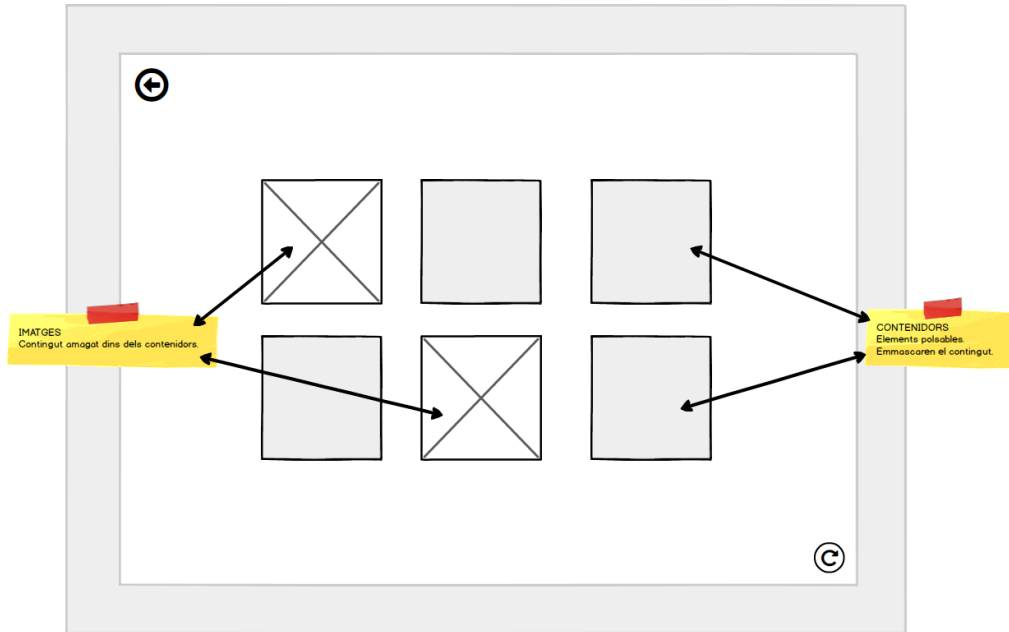 IMATGES
Contingut amagat dins dels contenidors.
CONTENIDORS
Elements polsables.
Emmascaren el contingut.